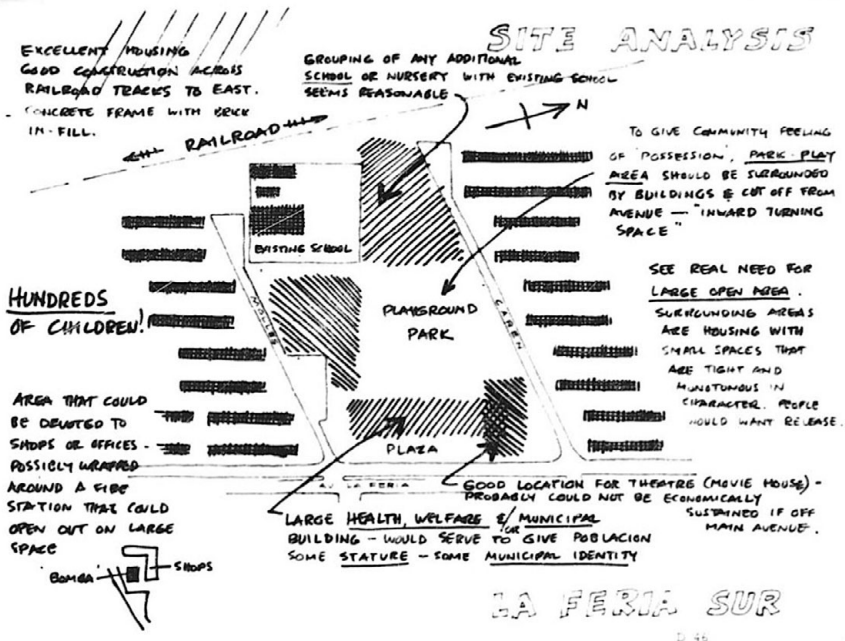 SITE ANALYSIS
EXCELLENT HOUSING
GOOD CONSTRUCTION ACROSS
RAILROAD TRACKS TO EAST.
CONCRETE FRAME WITH BRICK
IN-FILL.
GROUPING OF ANY ADDITIONAL
SCHOOL OR NURSERY WITH EXISTING SCHOOL
SEEMS REASONABLE
N
RAILROAD
TO GIVE COMMUNITY FEELING
OF "POSSESSION", PARK-PLAY
AREA SHOULD BE SURROUNDED
BY BUILDINGS & CUT OFF FROM
AVENUE — "INWARD TURNING
SPACE"
EXISTING SCHOOL
HUNDREDS
OF CHILDREN!
MOLLES
PLAYGROUND
PARK
CAREN
SEE REAL NEED FOR
LARGE OPEN AREA.
SURROUNDING AREAS
ARE HOUSING WITH
SMALL SPACES THAT
ARE TIGHT AND
MONOTONOUS IN
CHARACTER. PEOPLE
WOULD WANT RELEASE.
AREA THAT COULD
BE DEVOTED TO
SHOPS OR OFFICES -
POSSIBLY WRAPPED
AROUND A FIRE
STATION THAT COULD
OPEN OUT ON LARGE
SPACE
BOMBA
SHOPS
PLAZA
AV. LA FERIA
GOOD LOCATION FOR THEATRE (MOVIE HOUSE) -
PROBABLY COULD NOT BE ECONOMICALLY
SUSTAINED IF OFF
MAIN AVENUE.
LARGE HEALTH, WELFARE &/OR MUNICIPAL
BUILDING - WOULD SERVE TO GIVE POBLACION
SOME STATURE - SOME MUNICIPAL IDENTITY
LA FERIA SUR
D 46